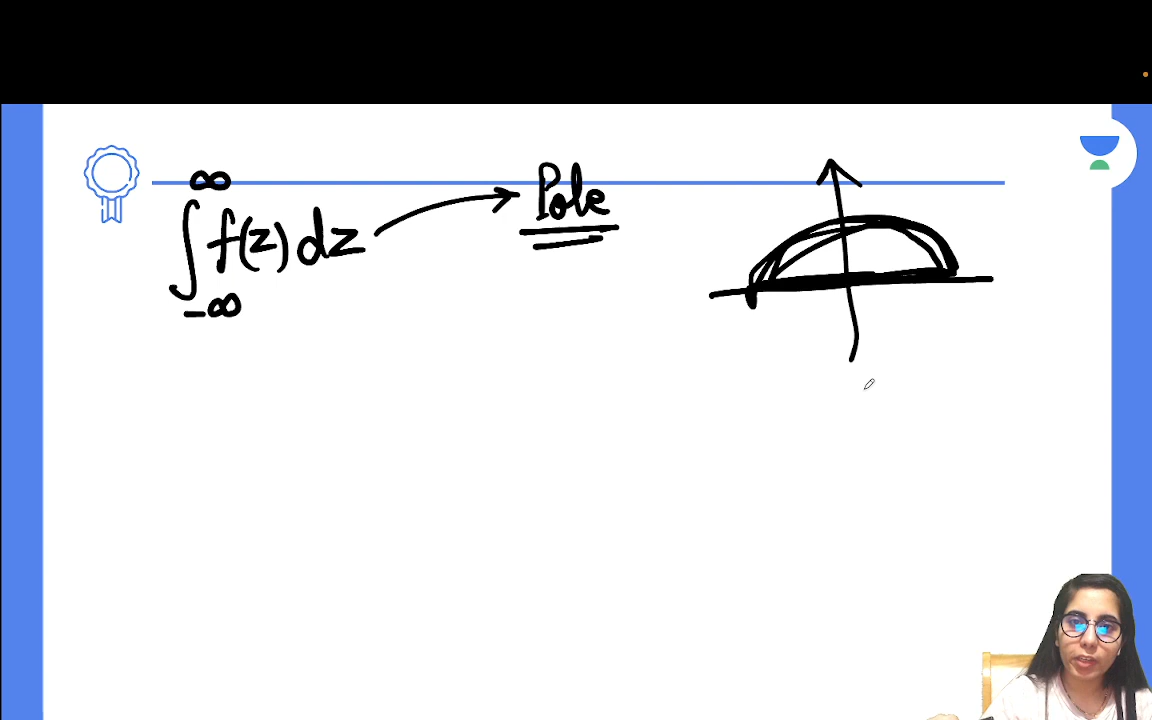 ∞
∫ f(z) dz → Pole
-∞